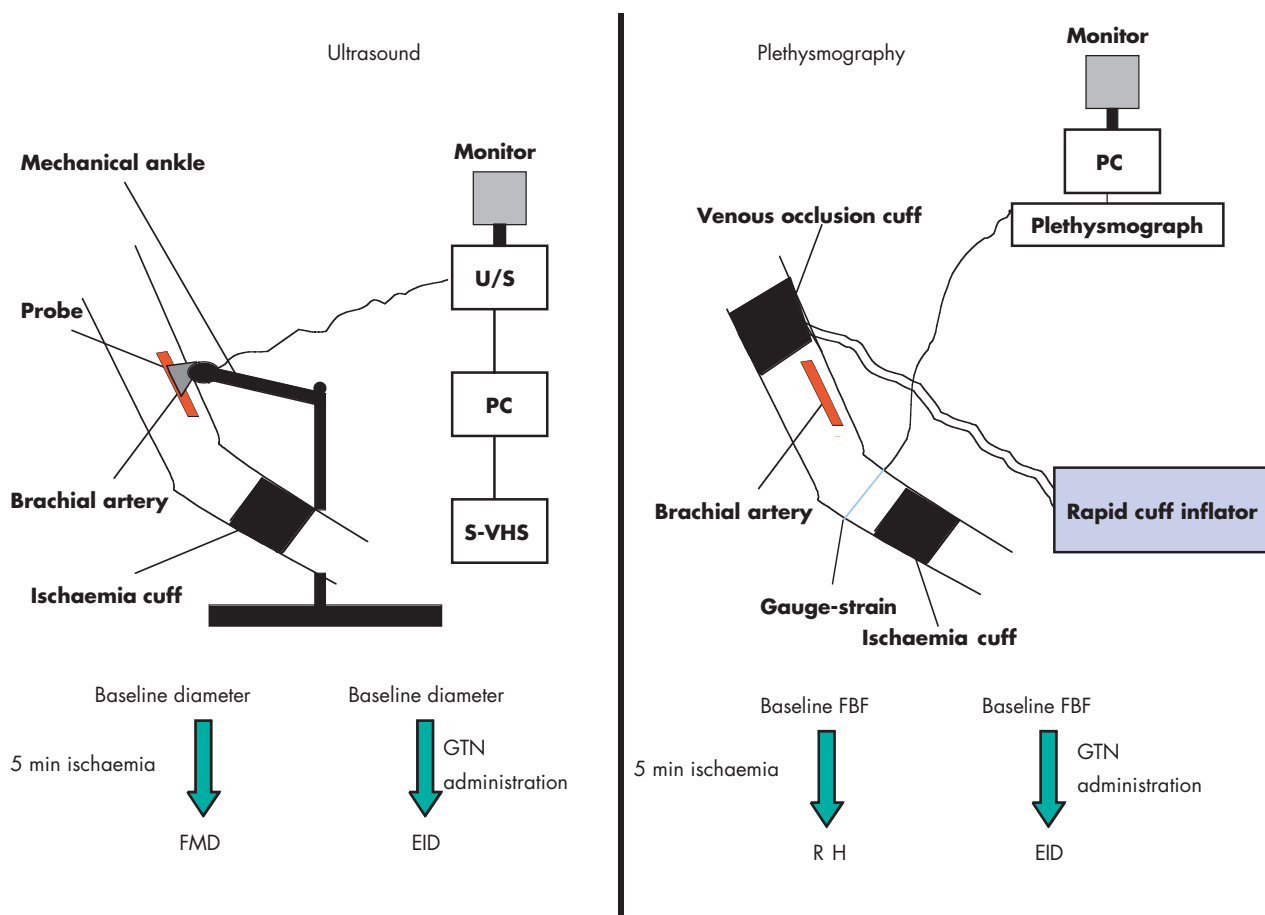 Ultrasound
Monitor
Mechanical ankle
U/S
Probe
PC
Brachial artery
S-VHS
Ischaemia cuff
Baseline diameter
Baseline diameter
5 min ischaemia
GTN
administration
FMD
EID
Plethysmography
Monitor
PC
Venous occlusion cuff
Plethysmograph
Brachial artery
Rapid cuff inflator
Gauge-strain
Ischaemia cuff
Baseline FBF
Baseline FBF
5 min ischaemia
GTN
administration
R H
EID